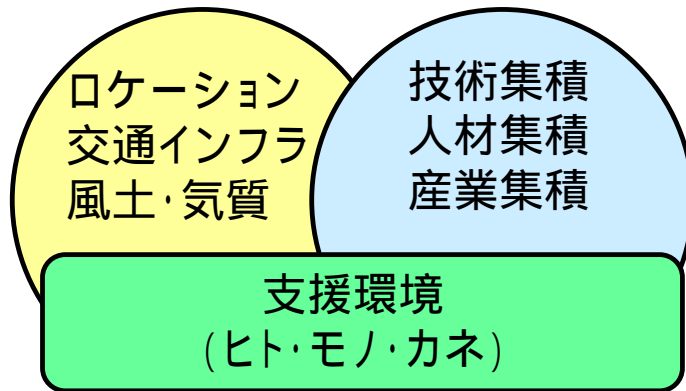 ロケーション
交通インフラ
風土・気質
技術集積
人材集積
産業集積
支援環境
(ヒト・モノ・カネ)